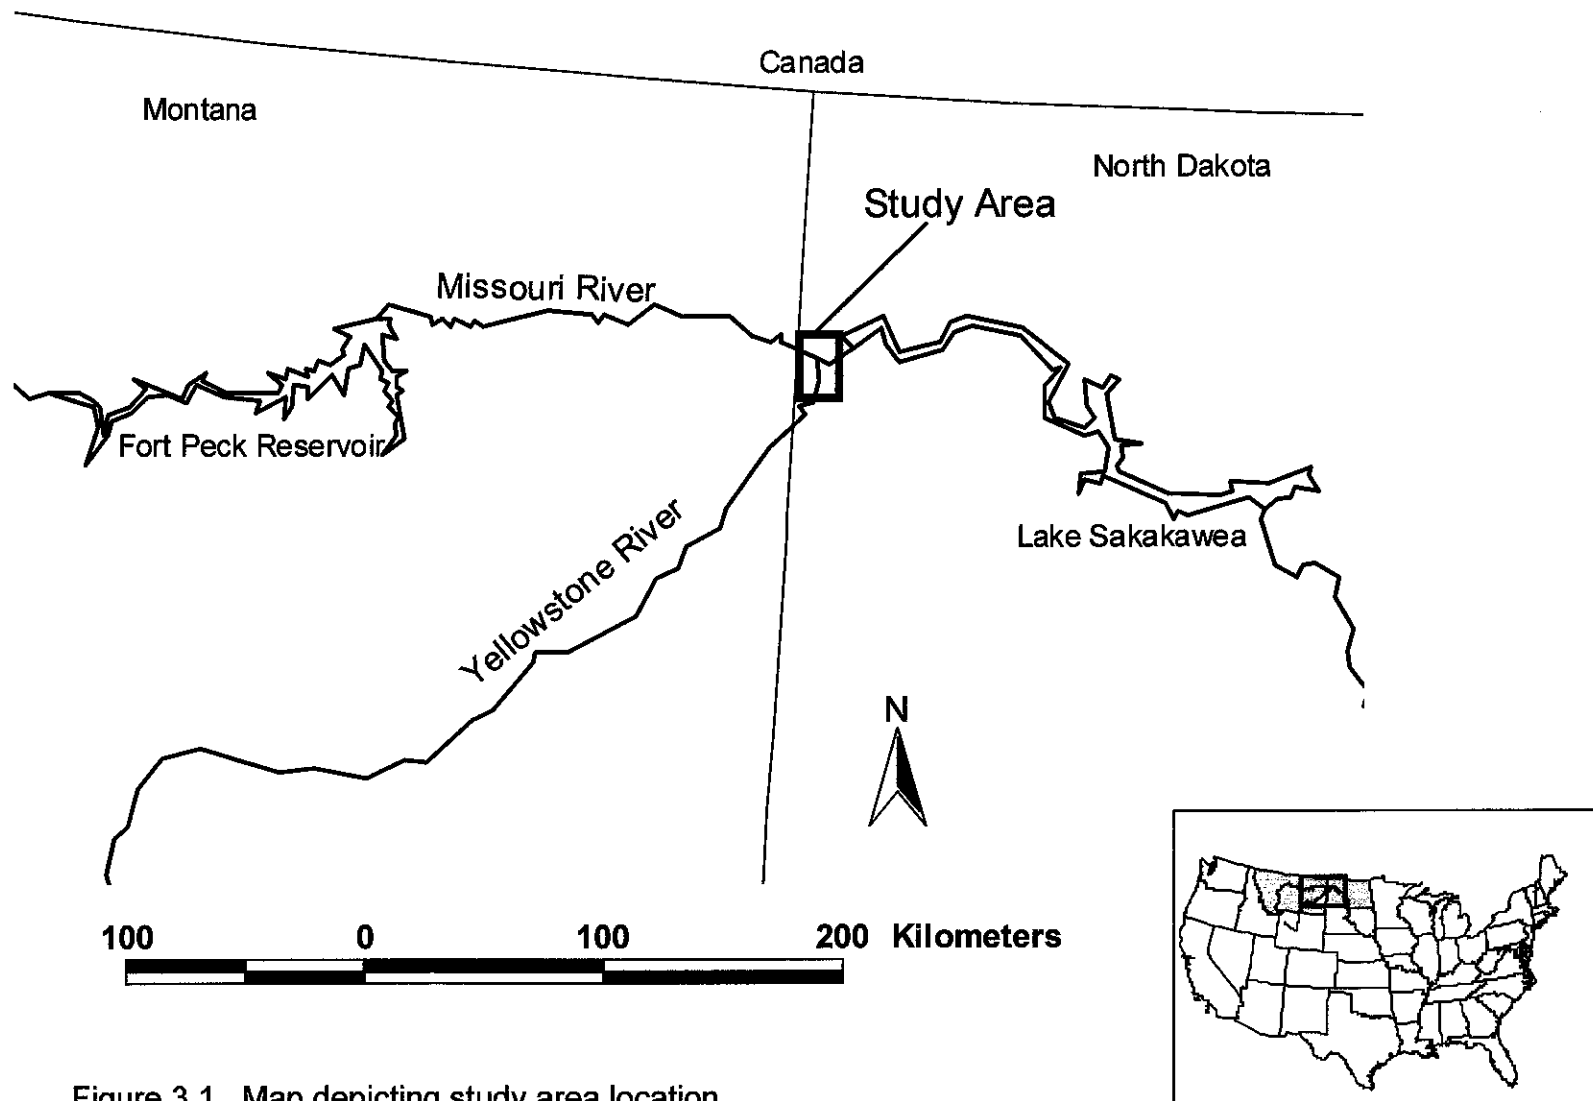 Canada
Montana
North Dakota
Study Area
Missouri River
Fort Peck Reservoir
Lake Sakakawea
Yellowstone River
N
100 0 100 200 Kilometers
Figure 3.1. Map depicting study area location